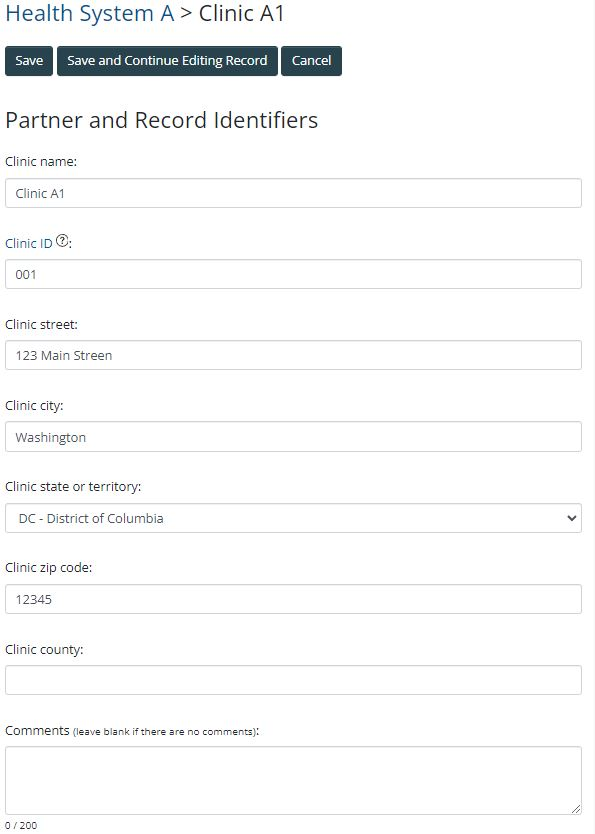 Health System A > Clinic A1
Save Save and Continue Editing Record Cancel
Partner and Record Identifiers
Clinic name:
Clinic A1
Clinic ID ?:
001
Clinic street:
123 Main Streen
Clinic city:
Washington
Clinic state or territory:
DC - District of Columbia
Clinic zip code:
12345
Clinic county:
Comments (leave blank if there are no comments):
0 / 200